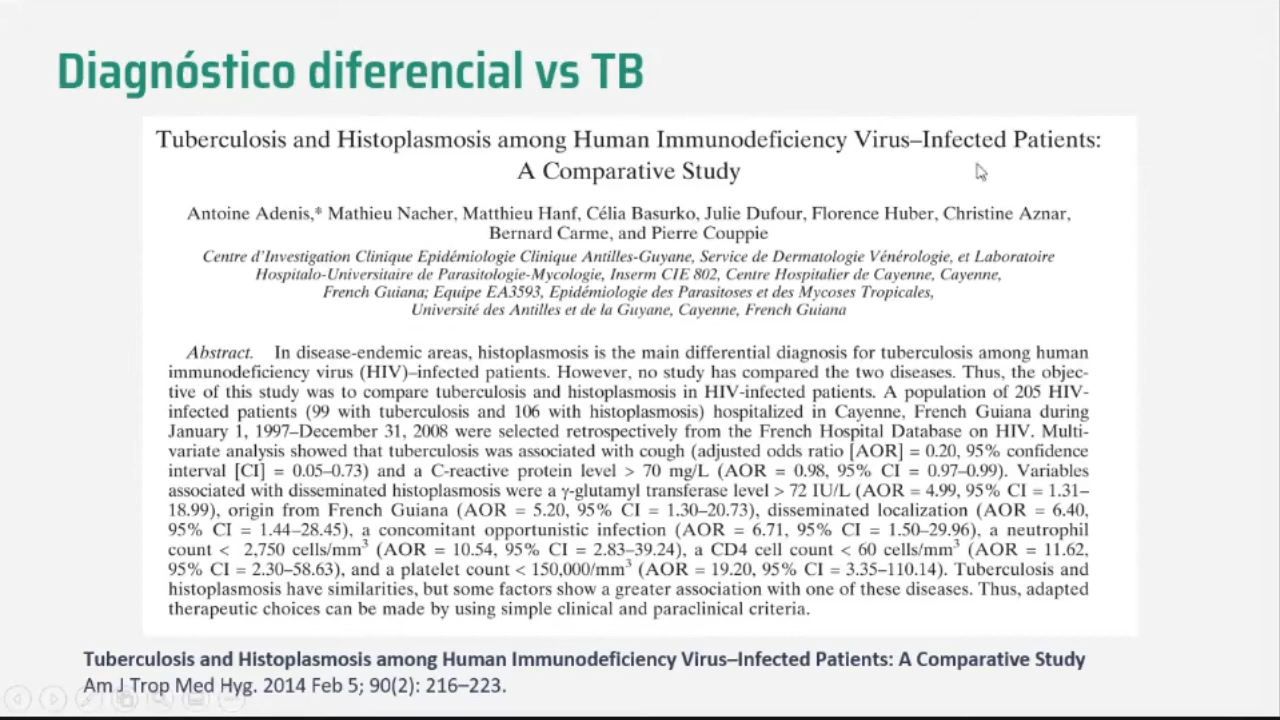 Diagnóstico diferencial vs TB
Tuberculosis and Histoplasmosis among Human Immunodeficiency Virus–Infected Patients:
A Comparative Study
Antoine Adenis,* Mathieu Nacher, Matthieu Hanf, Célia Basurko, Julie Dufour, Florence Huber, Christine Aznar,
Bernard Carme, and Pierre Couppie
Centre d'Investigation Clinique Epidémiologie Clinique Antilles-Guyane, Service de Dermatologie Vénérologie, et Laboratoire
Hospitalo-Universitaire de Parasitologie-Mycologie, Inserm CIE 802, Centre Hospitalier de Cayenne, Cayenne,
French Guiana; Equipe EA3593, Epidémiologie des Parasitoses et des Mycoses Tropicales,
Université des Antilles et de la Guyane, Cayenne, French Guiana
Abstract. In disease-endemic areas, histoplasmosis is the main differential diagnosis for tuberculosis among human
immunodeficiency virus (HIV)–infected patients. However, no study has compared the two diseases. Thus, the objec-
tive of this study was to compare tuberculosis and histoplasmosis in HIV-infected patients. A population of 205 HIV-
infected patients (99 with tuberculosis and 106 with histoplasmosis) hospitalized in Cayenne, French Guiana during
January 1, 1997–December 31, 2008 were selected retrospectively from the French Hospital Database on HIV. Multi-
variate analysis showed that tuberculosis was associated with cough (adjusted odds ratio [AOR] = 0.20, 95% confidence
interval [CI] = 0.05–0.73) and a C-reactive protein level > 70 mg/L (AOR = 0.98, 95% CI = 0.97–0.99). Variables
associated with disseminated histoplasmosis were a γ-glutamyl transferase level > 72 IU/L (AOR = 4.99, 95% CI = 1.31–
18.99), origin from French Guiana (AOR = 5.20, 95% CI = 1.30–20.73), disseminated localization (AOR = 6.40,
95% CI = 1.44–28.45), a concomitant opportunistic infection (AOR = 6.71, 95% CI = 1.50–29.96), a neutrophil
count < 2,750 cells/mm³ (AOR = 10.54, 95% CI = 2.83–39.24), a CD4 cell count < 60 cells/mm³ (AOR = 11.62,
95% CI = 2.30–58.63), and a platelet count < 150,000/mm³ (AOR = 19.20, 95% CI = 3.35–110.14). Tuberculosis and
histoplasmosis have similarities, but some factors show a greater association with one of these diseases. Thus, adapted
therapeutic choices can be made by using simple clinical and paraclinical criteria.
Tuberculosis and Histoplasmosis among Human Immunodeficiency Virus–Infected Patients: A Comparative Study
Am J Trop Med Hyg. 2014 Feb 5; 90(2): 216–223.